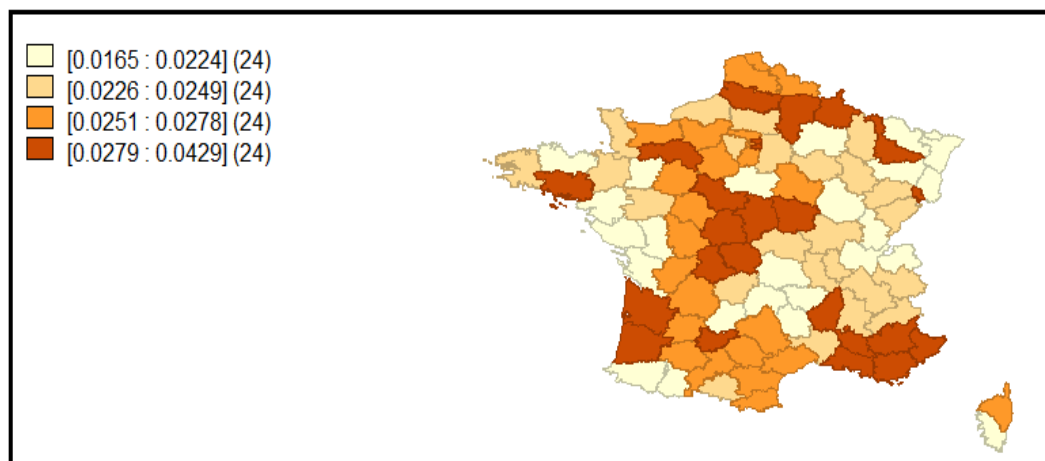 [0.0165 : 0.0224] (24)
[0.0226 : 0.0249] (24)
[0.0251 : 0.0278] (24)
[0.0279 : 0.0429] (24)